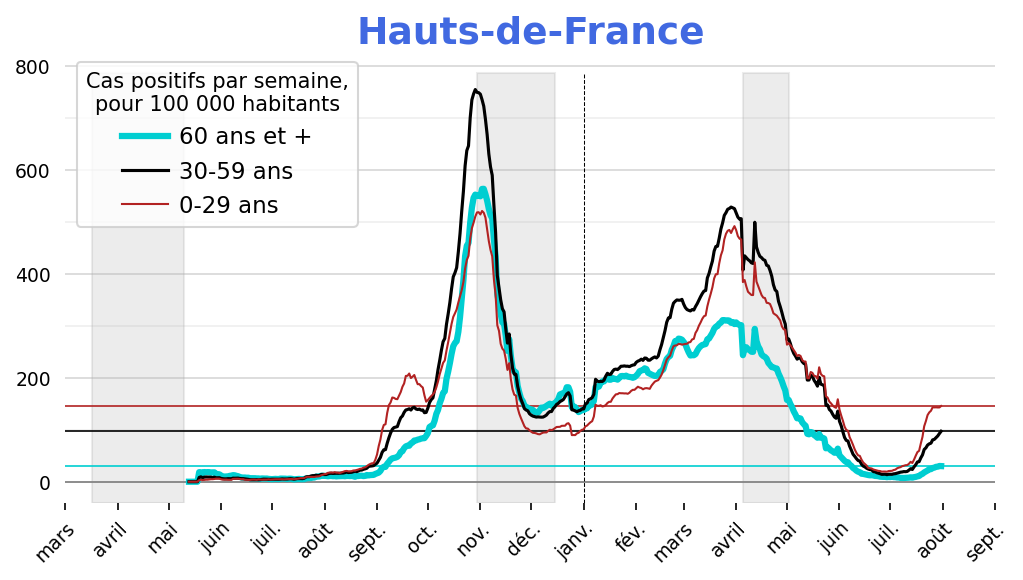 Hauts-de-France
Cas positifs par semaine,
pour 100 000 habitants
60 ans et +
30-59 ans
0-29 ans
800
600
400
200
0
mars avril mai juin juil. août sept. oct. nov. déc. janv. fév. mars avril mai juin juil. août sept.